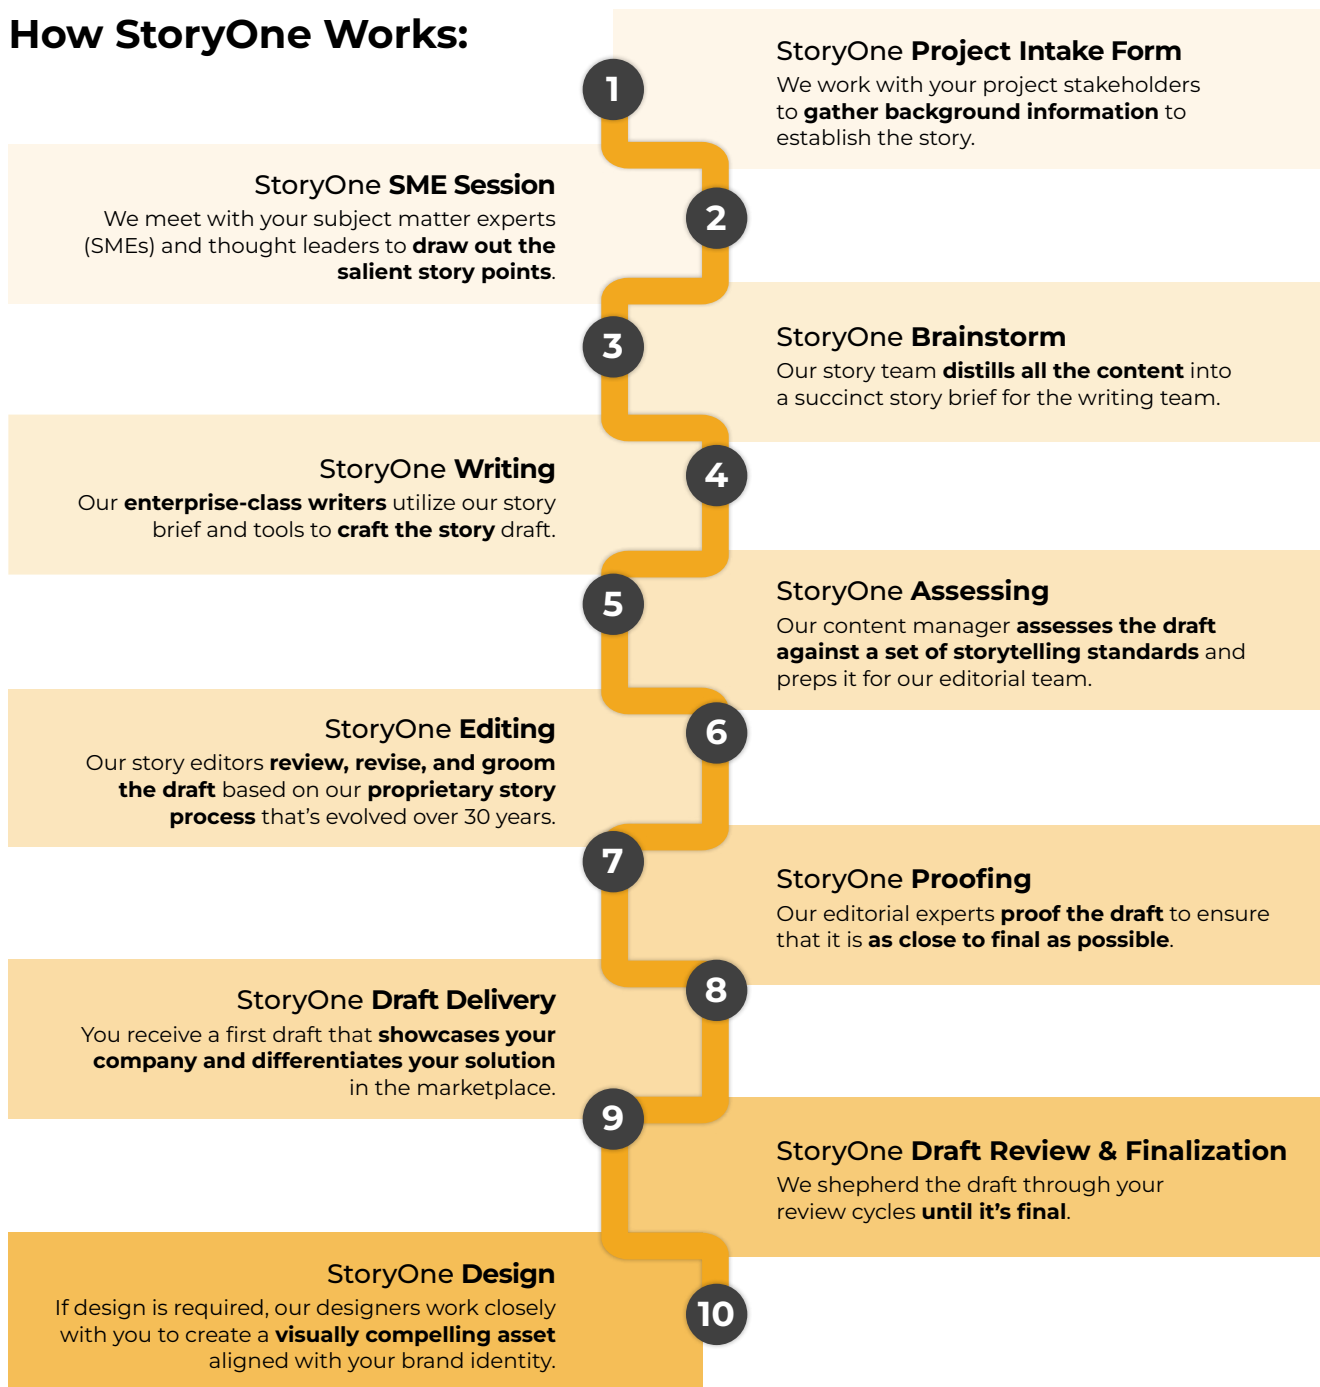 How StoryOne Works:
1
StoryOne Project Intake Form
We work with your project stakeholders
to gather background information to
establish the story.
2
StoryOne SME Session
We meet with your subject matter experts
(SMEs) and thought leaders to draw out the
salient story points.
3
StoryOne Brainstorm
Our story team distills all the content into
a succinct story brief for the writing team.
4
StoryOne Writing
Our enterprise-class writers utilize our story
brief and tools to craft the story draft.
5
StoryOne Assessing
Our content manager assesses the draft
against a set of storytelling standards and
preps it for our editorial team.
6
StoryOne Editing
Our story editors review, revise, and groom
the draft based on our proprietary story
process that’s evolved over 30 years.
7
StoryOne Proofing
Our editorial experts proof the draft to ensure
that it is as close to final as possible.
8
StoryOne Draft Delivery
You receive a first draft that showcases your
company and differentiates your solution
in the marketplace.
9
StoryOne Draft Review & Finalization
We shepherd the draft through your
review cycles until it’s final.
10
StoryOne Design
If design is required, our designers work closely
with you to create a visually compelling asset
aligned with your brand identity.